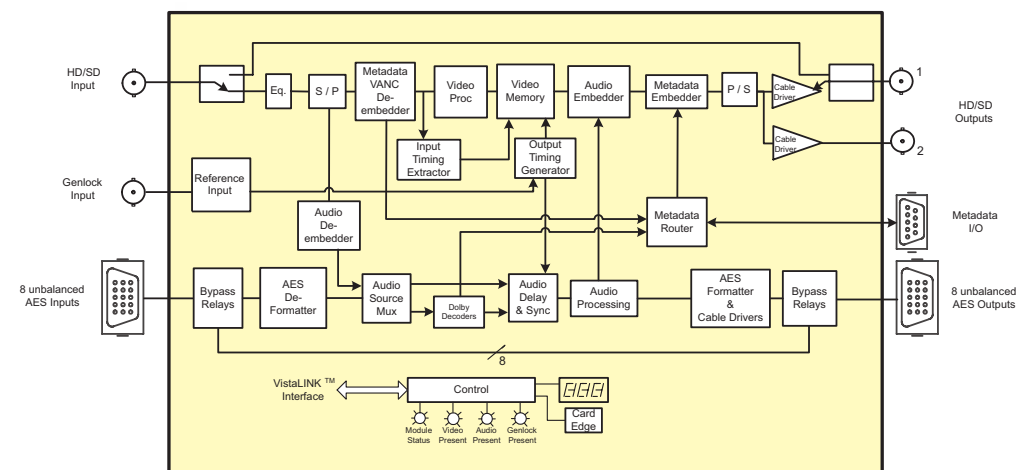 HD/SD
Input
Eq.
S / P
Metadata
VANC
De-
embedder
Video
Proc
Video
Memory
Audio
Embedder
Metadata
Embedder
P / S
Cable
Driver
1
HD/SD
Outputs
Cable
Driver
2
Input
Timing
Extractor
Output
Timing
Generator
Genlock
Input
Reference
Input
Audio
De-
embedder
Metadata
Router
Metadata
I/O
8 unbalanced
AES Inputs
Bypass
Relays
AES
De-
Formatter
Audio
Source
Mux
Dolby
Decoders
Audio
Delay
& Sync
Audio
Processing
AES
Formatter
&
Cable Drivers
Bypass
Relays
8 unbalanced
AES Outputs
8
VistaLINK TM
Interface
Control
Card
Edge
Module
Status
Video
Present
Audio
Present
Genlock
Present